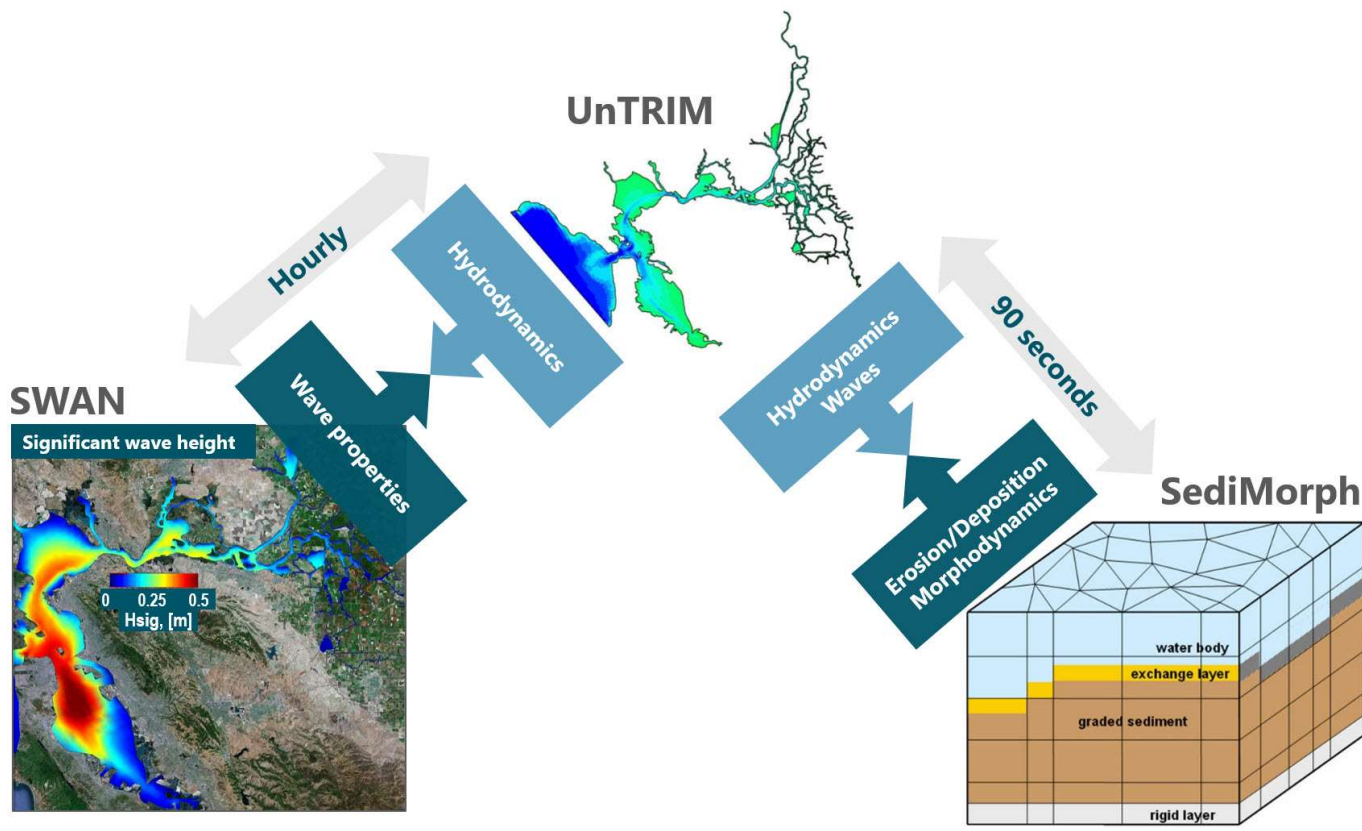 UnTRIM
Hourly
Hydrodynamics
Wave properties
SWAN
Significant wave height
0 0.25 0.5
Hsig, [m]
90 seconds
Hydrodynamics
Waves
Erosion/Deposition
Morphodynamics
SediMorph
water body
exchange layer
graded sediment
rigid layer